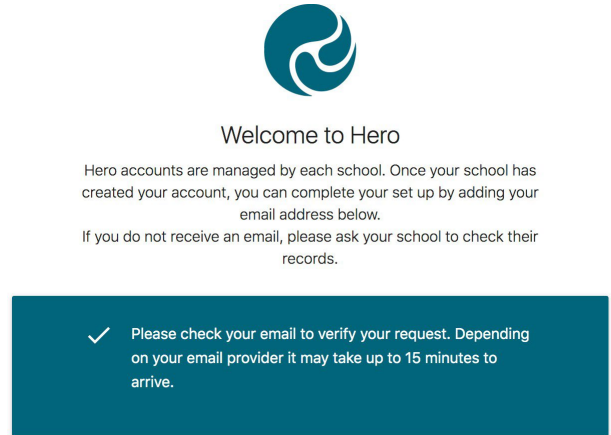 Welcome to Hero
Hero accounts are managed by each school. Once your school has
created your account, you can complete your set up by adding your
email address below.
If you do not receive an email, please ask your school to check their
records.
Please check your email to verify your request. Depending
on your email provider it may take up to 15 minutes to
arrive.